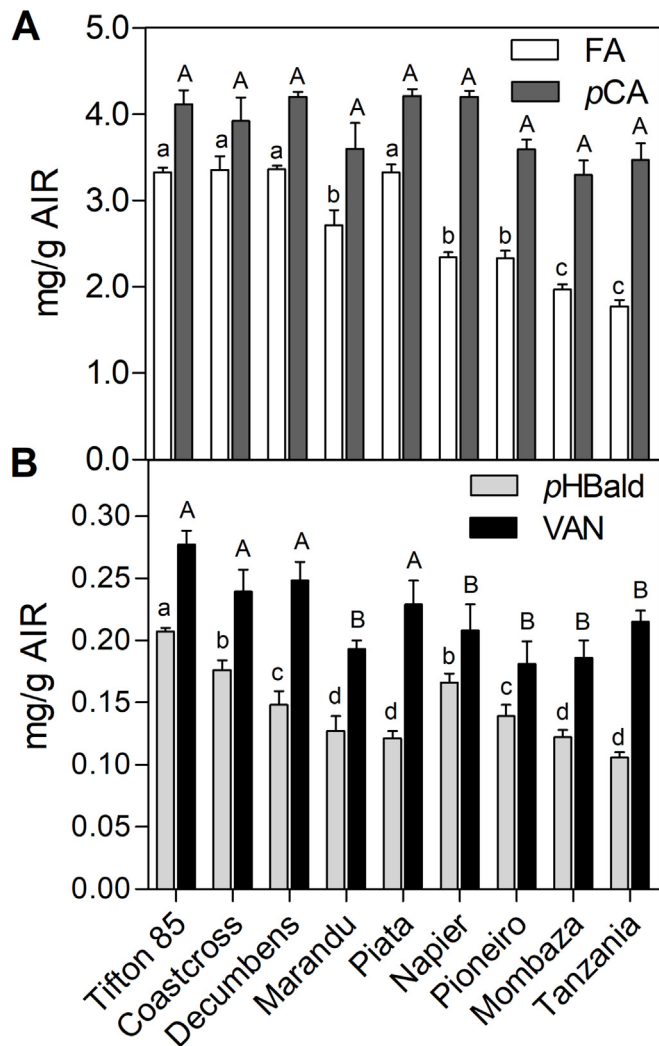 A
5.0
4.0
3.0
2.0
1.0
0.0
mg/g AIR
FA
pCA
A A A A A A A A A
a a a b a b b c c
B
0.30
0.25
0.20
0.15
0.10
0.05
0.00
mg/g AIR
pHBald
VAN
A A A B A B B B B
a b c d d b c d d
Tifton 85
Coastcross
Decumbens
Marandu
Piata
Napier
Pioneiro
Mombaza
Tanzania